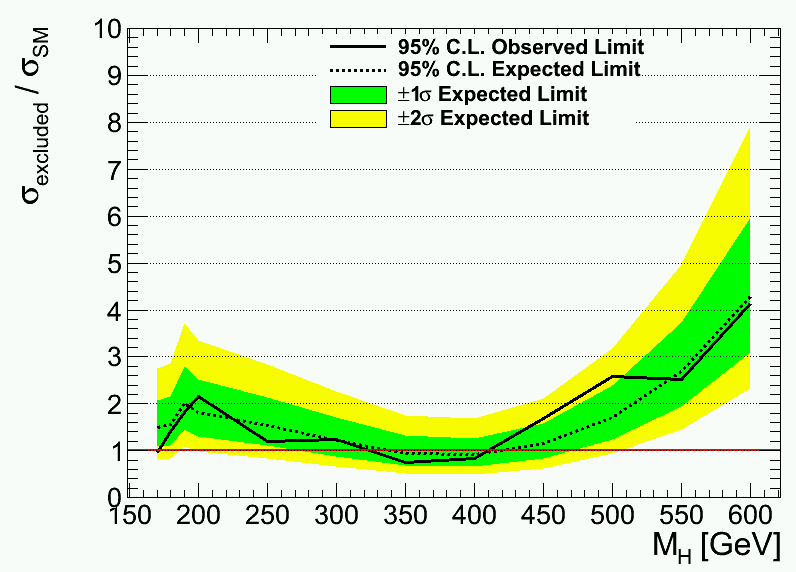 σexcluded / σSM
10
9
8
7
6
5
4
3
2
1
0
95% C.L. Observed Limit
95% C.L. Expected Limit
±1σ Expected Limit
±2σ Expected Limit
150 200 250 300 350 400 450 500 550 600
MH [GeV]